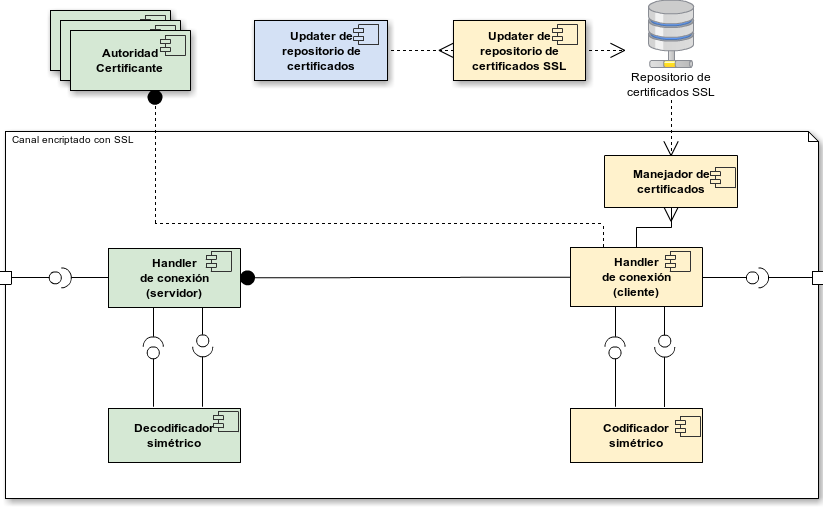 Autoridad
Certificante
Updater de
repositorio de
certificados
Updater de
repositorio de
certificados SSL
Repositorio de
certificados SSL
Canal encriptado con SSL
Manejador de
certificados
Handler
de conexión
(servidor)
Handler
de conexión
(cliente)
Decodificador
simétrico
Codificador
simétrico